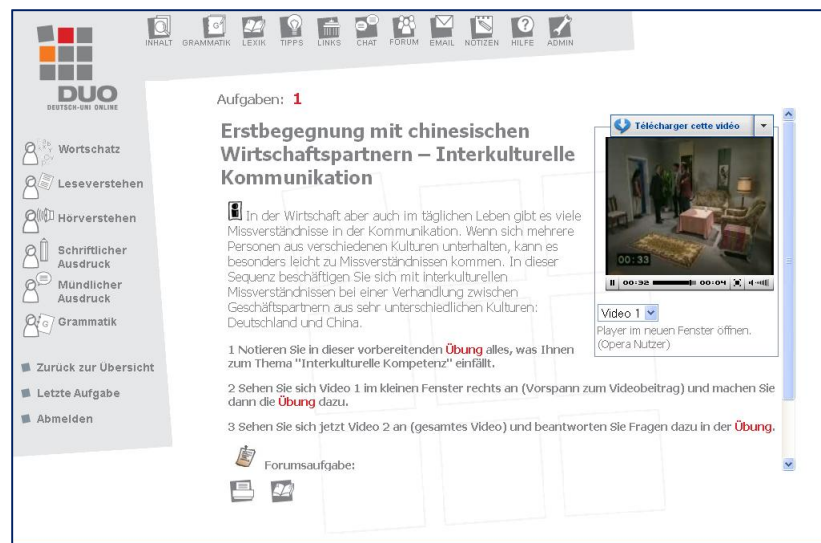 INHALT GRAMMATIK LEXIK TIPPS LINKS CHAT FORUM EMAIL NOTIZEN HILFE ADMIN
DUO
DEUTSCH-UNI ONLINE
Wortschatz
Leseverstehen
Hörverstehen
Schriftlicher
Ausdruck
Mündlicher
Ausdruck
Grammatik
Zurück zur Übersicht
Letzte Aufgabe
Abmelden
Aufgaben: 1
Erstbegegnung mit chinesischen
Wirtschaftspartnern – Interkulturelle
Kommunikation
In der Wirtschaft aber auch im täglichen Leben gibt es viele
Missverständnisse in der Kommunikation. Wenn sich mehrere
Personen aus verschiedenen Kulturen unterhalten, kann es
besonders leicht zu Missverständnissen kommen. In dieser
Sequenz beschäftigen Sie sich mit interkulturellen
Missverständnissen bei einer Verhandlung zwischen
Geschäftspartnern aus sehr unterschiedlichen Kulturen:
Deutschland und China.
Télécharger cette vidéo
00:33
00:32 00:04
Video 1
Player im neuen Fenster öffnen.
(Opera Nutzer)
1 Notieren Sie in dieser vorbereitenden Übung alles, was Ihnen
zum Thema "Interkulturelle Kompetenz" einfällt.
2 Sehen Sie sich Video 1 im kleinen Fenster rechts an (Vorspann zum Videobeitrag) und machen Sie
dann die Übung dazu.
3 Sehen Sie sich jetzt Video 2 an (gesamtes Video) und beantworten Sie Fragen dazu in der Übung.
Forumsaufgabe: